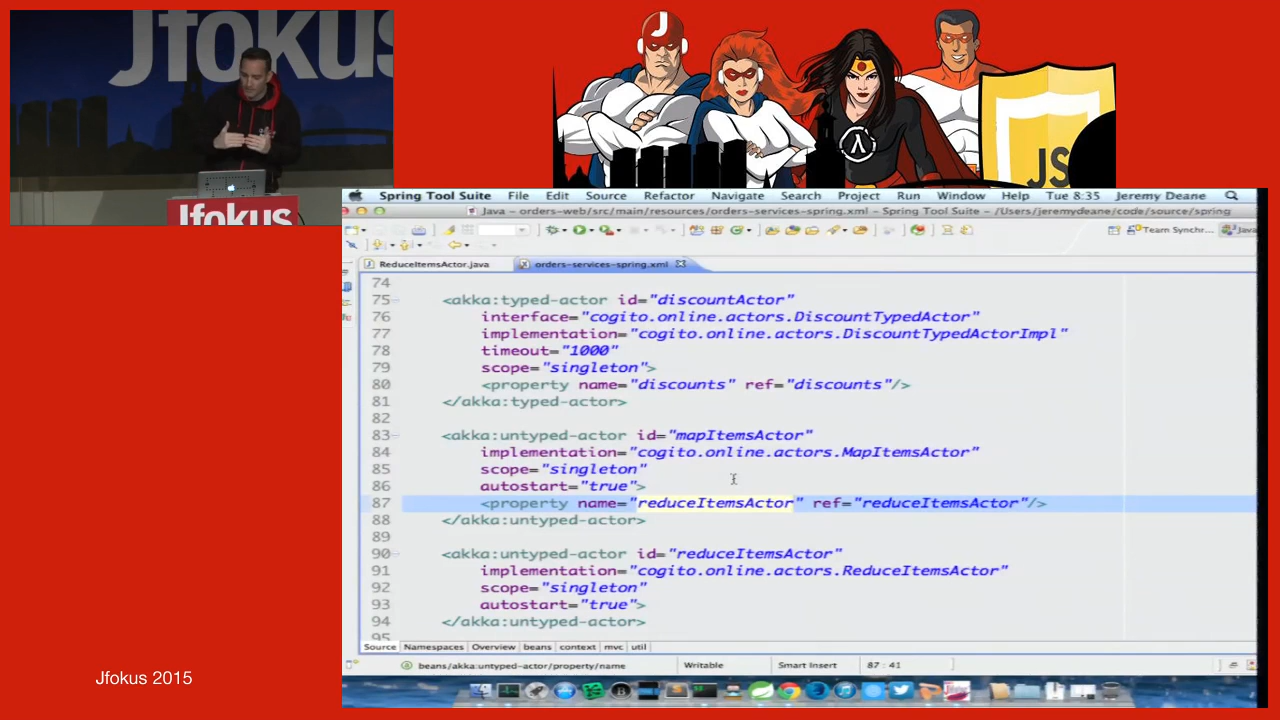 Jfokus
Jfokus
J
λ
JS
Spring Tool Suite File Edit Source Refactor Navigate Search Project Run Window Help Tue 8:35 Jeremy Deane
Java – orders-web/src/main/resources/orders-services-spring.xml – Spring Tool Suite – /Users/jeremydeane/code/source/spring
Team Synchr... Java
ReduceItemsActor.java orders-services-spring.xml
74
75 <akka:typed-actor id="discountActor"
76 interface="cogito.online.actors.DiscountTypedActor"
77 implementation="cogito.online.actors.DiscountTypedActorImpl"
78 timeout="1000"
79 scope="singleton">
80 <property name="discounts" ref="discounts"/>
81 </akka:typed-actor>
82
83 <akka:untyped-actor id="mapItemsActor"
84 implementation="cogito.online.actors.MapItemsActor"
85 scope="singleton"
86 autostart="true">
87 <property name="reduceItemsActor" ref="reduceItemsActor"/>
88 </akka:untyped-actor>
89
90 <akka:untyped-actor id="reduceItemsActor"
91 implementation="cogito.online.actors.ReduceItemsActor"
92 scope="singleton"
93 autostart="true">
94 </akka:untyped-actor>
95
Source Namespaces Overview beans context mvc util
beans/akka:untyped-actor/property/name Writable Smart Insert 87 : 41
Jfokus 2015